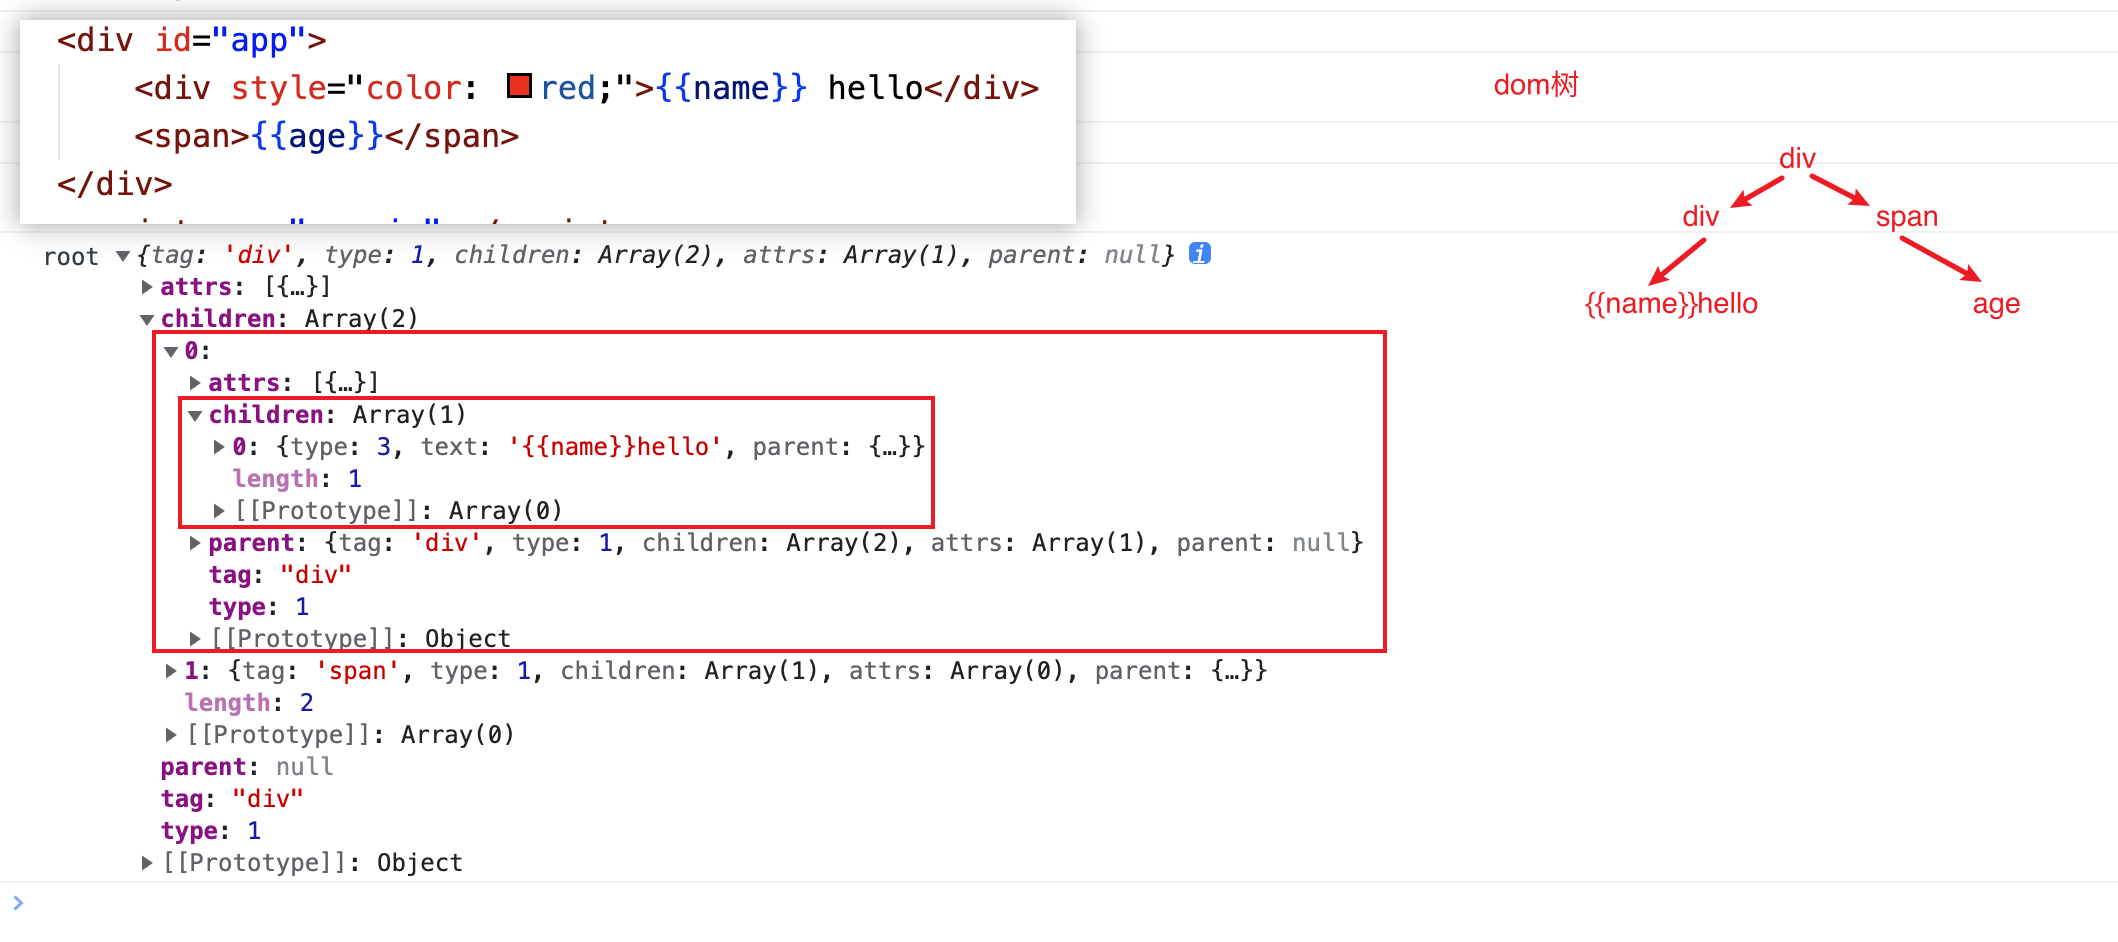 <div id="app">
<div style="color: red;">{{name}} hello</div>
<span>{{age}}</span>
</div>
dom树
div
div
span
{{name}}hello
age
root ▼{tag: 'div', type: 1, children: Array(2), attrs: Array(1), parent: null} i
▶attrs: [{…}]
▼children: Array(2)
▼0:
▶attrs: [{…}]
▼children: Array(1)
▶0: {type: 3, text: '{{name}}hello', parent: {…}}
length: 1
▶[[Prototype]]: Array(0)
▶parent: {tag: 'div', type: 1, children: Array(2), attrs: Array(1), parent: null}
tag: "div"
type: 1
▶[[Prototype]]: Object
▶1: {tag: 'span', type: 1, children: Array(1), attrs: Array(0), parent: {…}}
length: 2
▶[[Prototype]]: Array(0)
parent: null
tag: "div"
type: 1
▶[[Prototype]]: Object